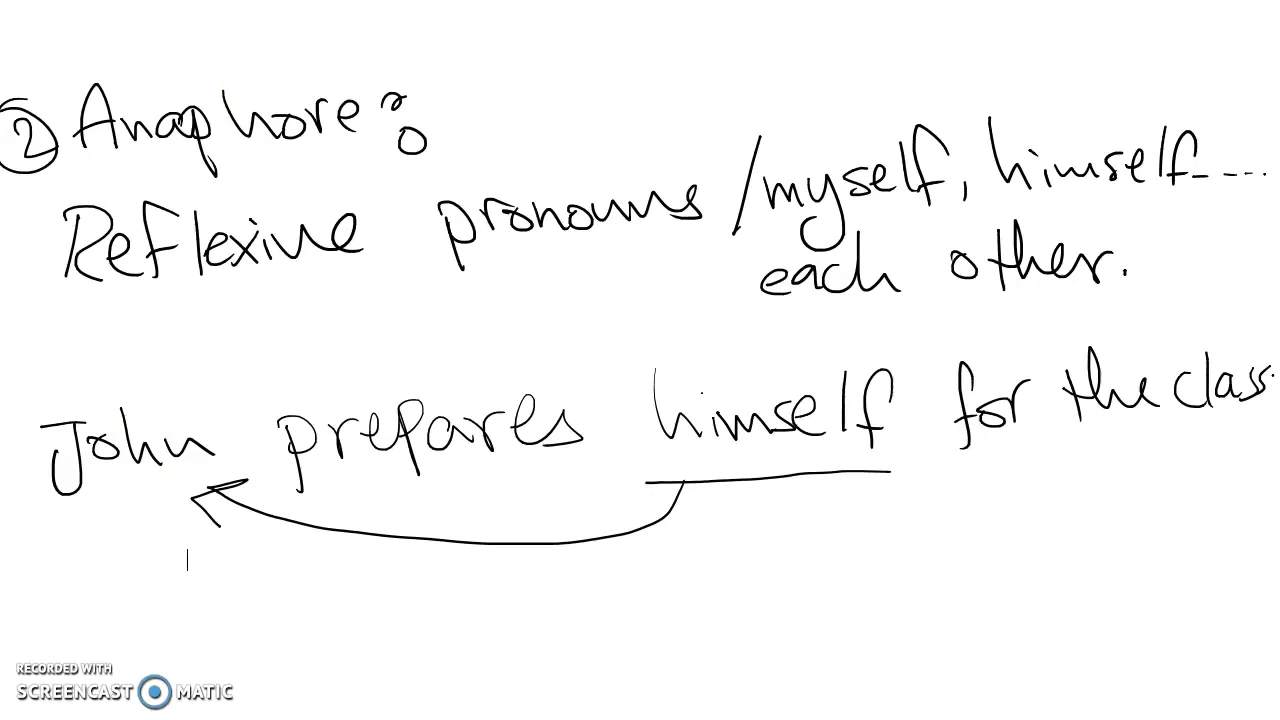 ② Anaphore:
Reflexive pronouns / myself, himself-....
each other.
John prepares himself for the class.
RECORDED WITH
SCREENCAST MATIC